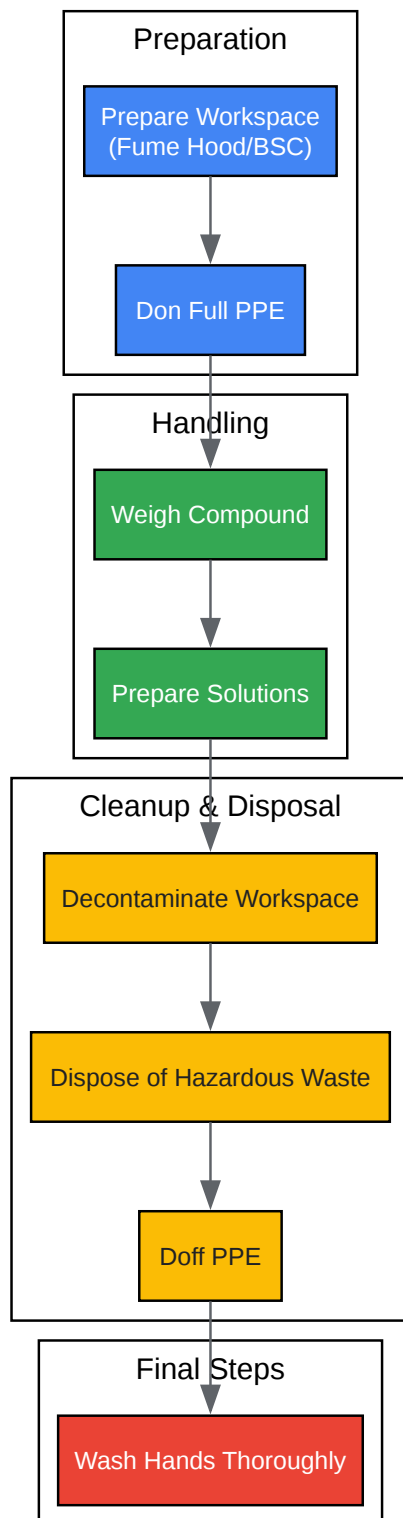 Preparation
Prepare Workspace
(Fume Hood/BSC)
Don Full PPE
Handling
Weigh Compound
Prepare Solutions
Cleanup & Disposal
Decontaminate Workspace
Dispose of Hazardous Waste
Doff PPE
Final Steps
Wash Hands Thoroughly